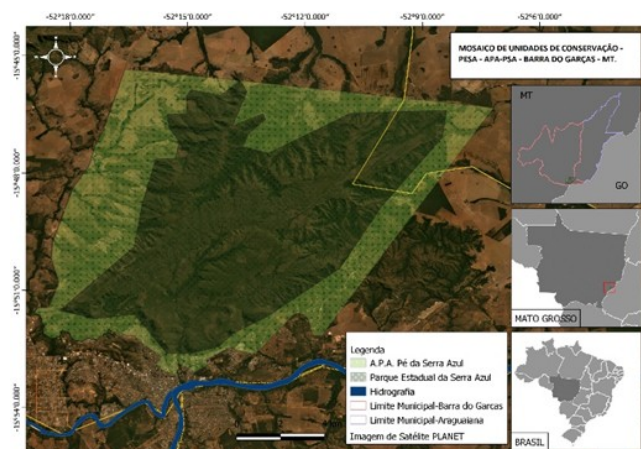 -52°18'0.000"
-52°15'0.000"
-52°12'0.000"
-52°9'0.000"
-52°6'0.000"
-15°45'0.000"
-15°48'0.000"
-15°51'0.000"
-15°54'0.000"
MOSAICO DE UNIDADES DE CONSERVAÇÃO -
PESA - APA-PSA - BARRA DO GARÇAS - MT.
MT
GO
MATO GROSSO
BRASIL
Legenda
A.P.A. Pé da Serra Azul
Parque Estadual da Serra Azul
Hidrografia
Limite Municipal-Barra do Garcas
Limite Municipal-Araguaiana
Imagem de Satélite PLANET